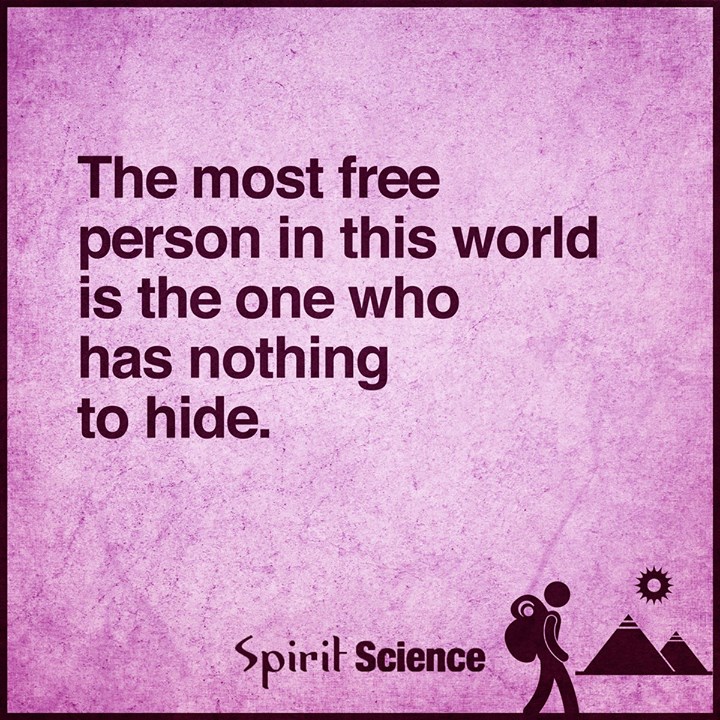 The most free
person in this world
is the one who
has nothing
to hide.
Spirit Science